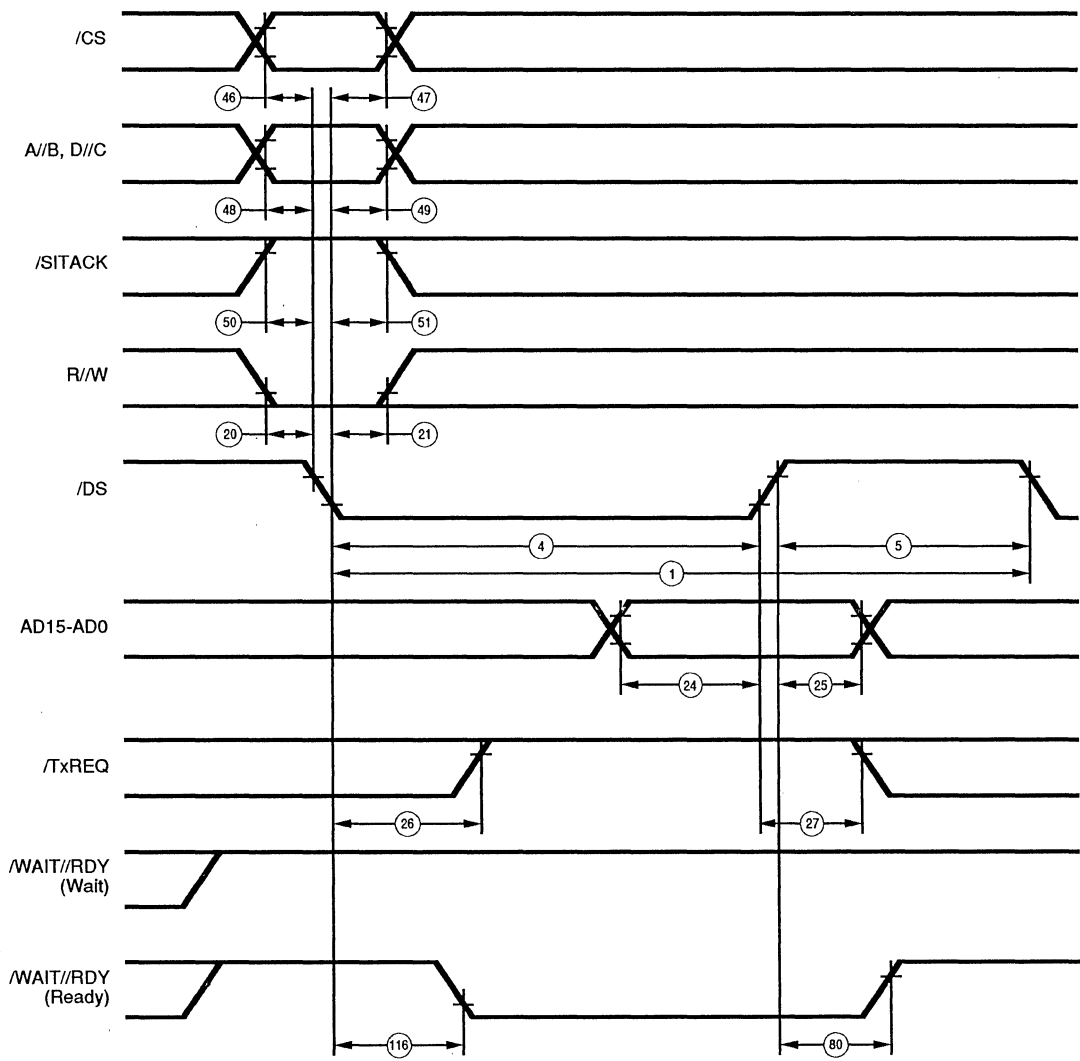 /CS
46
47
A//B, D//C
48
49
/SITACK
50
51
R//W
20
21
/DS
4
5
1
AD15-AD0
24
25
/TxREQ
26
27
/WAIT//RDY
(Wait)
/WAIT//RDY
(Ready)
116
80